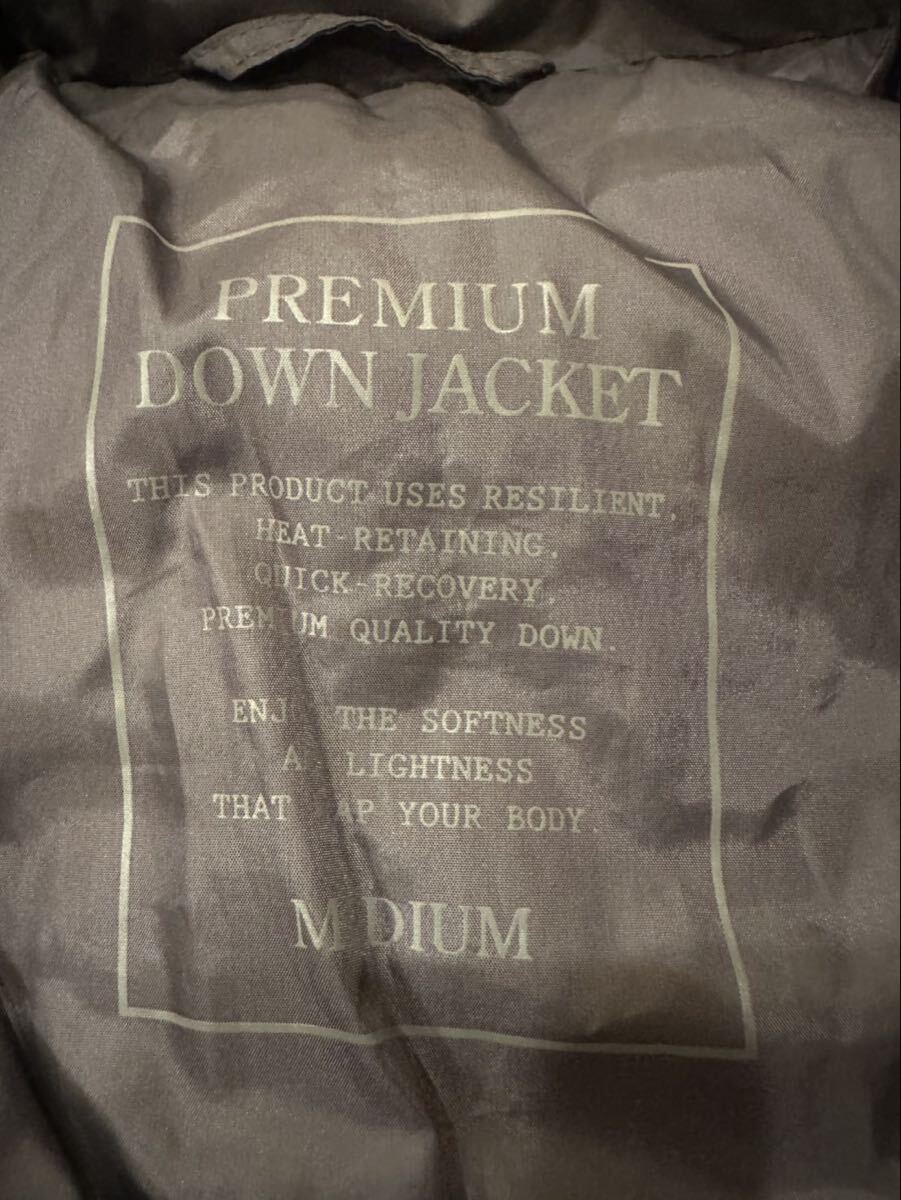 PREMIUM
DOWN JACKET
THIS PRODUCT USES RESILIENT,
HEAT-RETAINING,
QUICK-RECOVERY,
PREMIUM QUALITY DOWN.
THE SOFTNESS
LIGHTNESS
THAT YOUR BODY.
MEDIUM